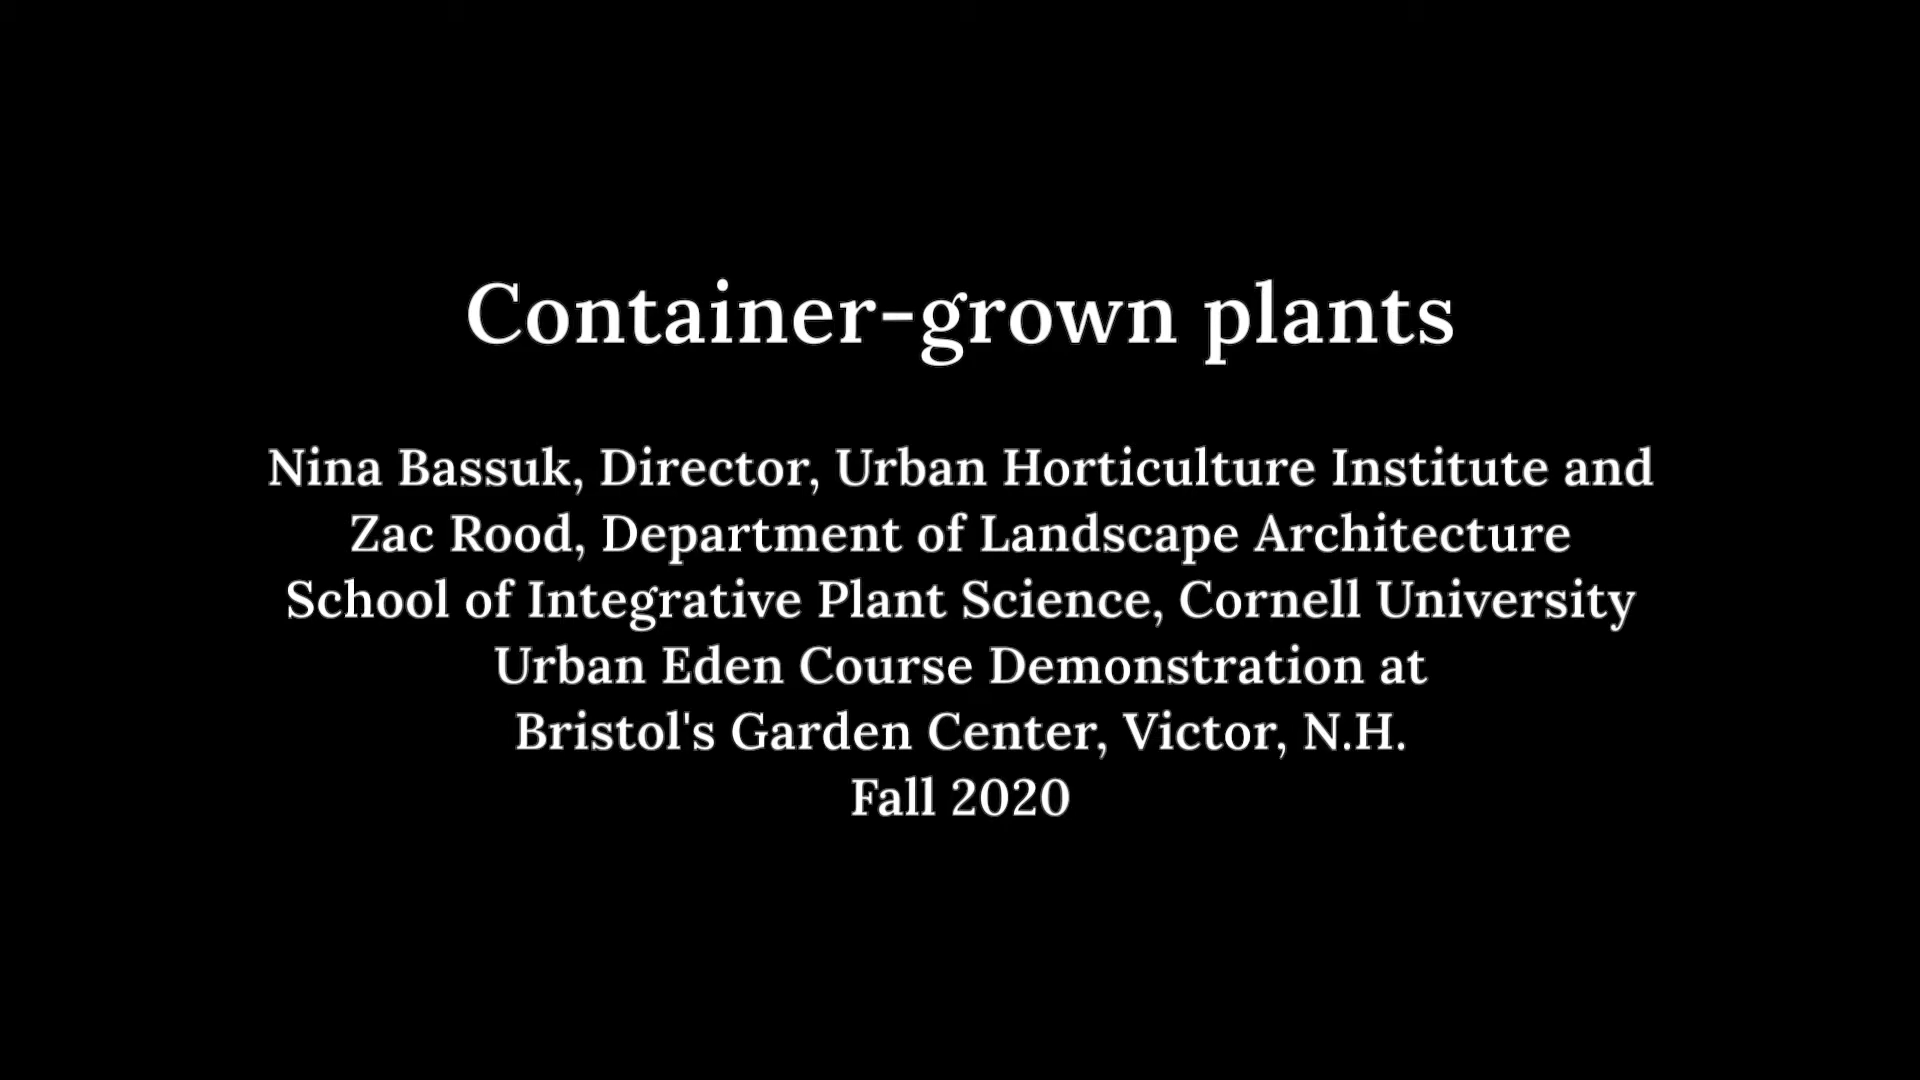 Container-grown plants
Nina Bassuk, Director, Urban Horticulture Institute and
Zac Rood, Department of Landscape Architecture
School of Integrative Plant Science, Cornell University
Urban Eden Course Demonstration at
Bristol's Garden Center, Victor, N.H.
Fall 2020